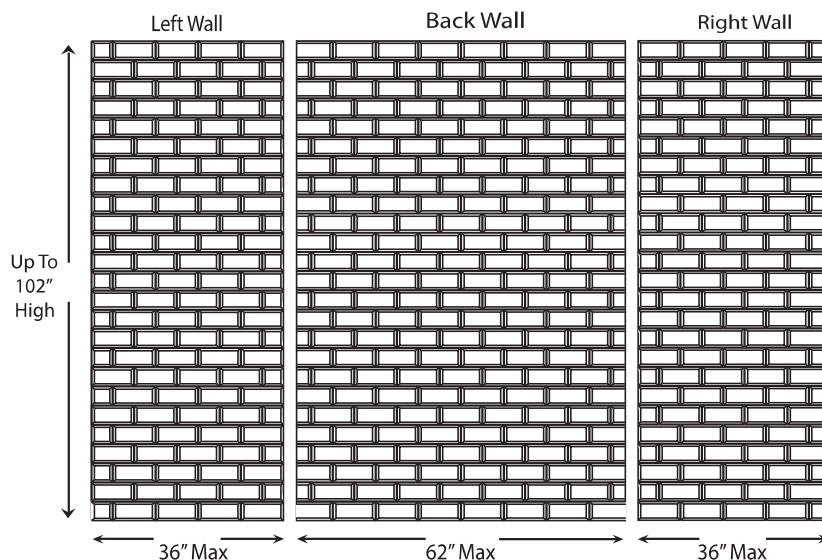 Left Wall
Back Wall
Right Wall
Up To
102”
High
36” Max
62” Max
36” Max